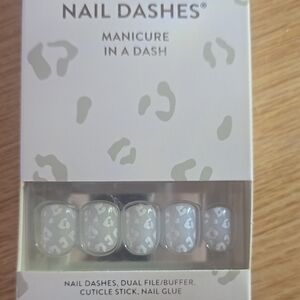 NAIL DASHES®
MANICURE
IN A DASH
NAIL DASHES, DUAL FILE/BUFFER,
CUTICLE STICK, NAIL GLUE